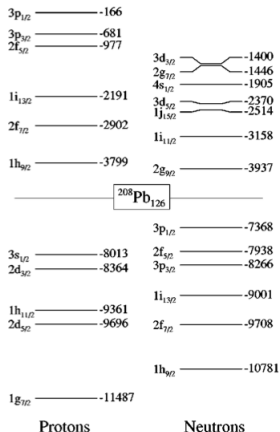 3p1/2 -166
3p3/2 -681
2f5/2 -977
1i13/2 -2191
2f7/2 -2902
1h9/2 -3799
3d3/2 -1400
2g7/2 -1446
4s1/2 -1905
3d5/2 -2370
1j15/2 -2514
1i11/2 -3158
2g9/2 -3937
208Pb126
3s1/2 -8013
2d3/2 -8364
1h11/2 -9361
2d5/2 -9696
1g7/2 -11487
3p1/2 -7368
2f5/2 -7938
3p3/2 -8266
1i13/2 -9001
2f7/2 -9708
1h9/2 -10781
Protons Neutrons